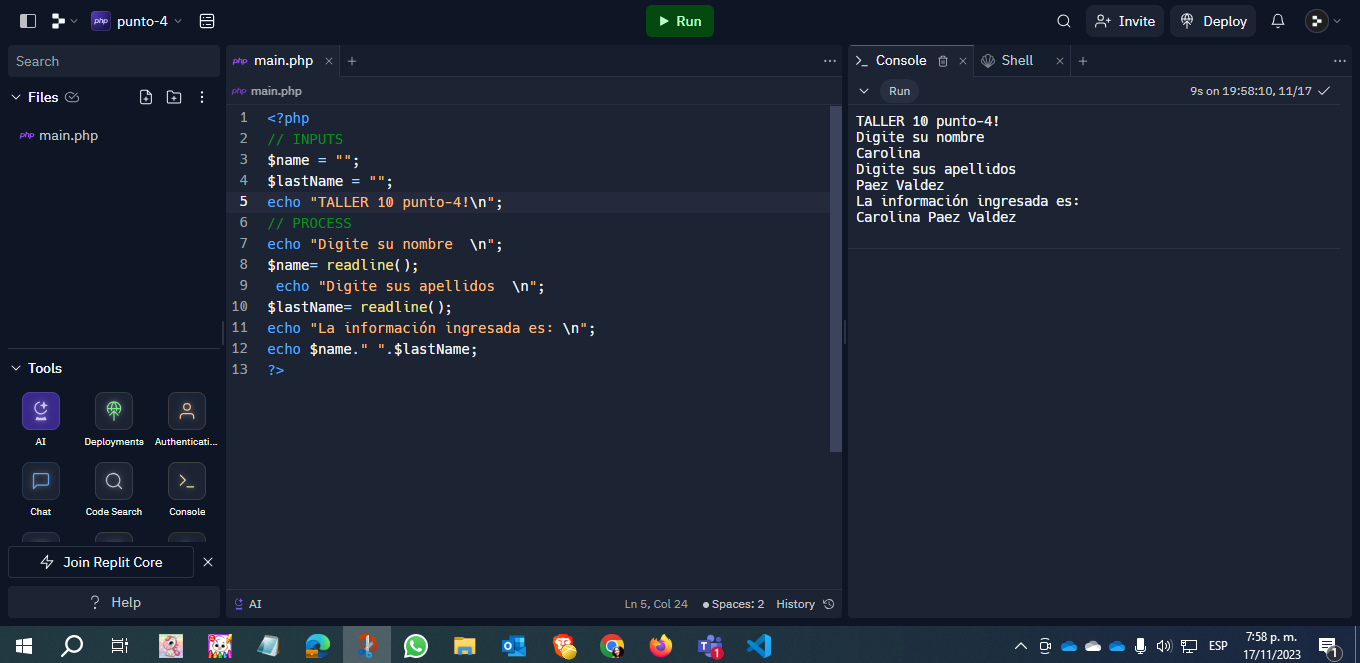 php punto-4
Run
Invite
Deploy
Search
Files
php main.php
Tools
AI
Deployments
Authenticati...
Chat
Code Search
Console
Join Replit Core
? Help
php main.php
php main.php
1 <?php
2 // INPUTS
3 $name = "";
4 $lastName = "";
5 echo "TALLER 10 punto-4!\n";
6 // PROCESS
7 echo "Digite su nombre  \n";
8 $name= readline();
9  echo "Digite sus apellidos  \n";
10 $lastName= readline();
11 echo "La información ingresada es: \n";
12 echo $name." ".$lastName;
13 ?>
AI
Ln 5, Col 24
Spaces: 2
History
Console
Shell
Run
9s on 19:58:10, 11/17
TALLER 10 punto-4!
Digite su nombre
Carolina
Digite sus apellidos
Paez Valdez
La información ingresada es:
Carolina Paez Valdez
1
ESP
7:58 p. m.
17/11/2023
1